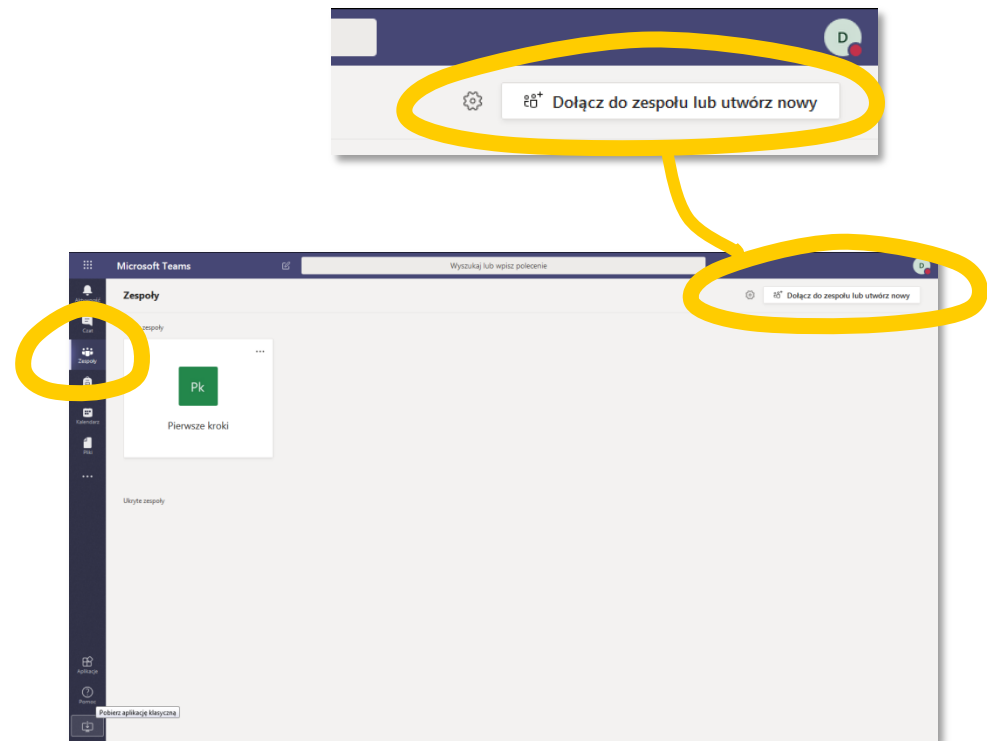 D
Dołącz do zespołu lub utwórz nowy
Microsoft Teams
Wyszukaj lub wpisz polecenie
D
Zespoły
Dołącz do zespołu lub utwórz nowy
Czat
zespoły
Zespoły
Pk
Kalendarz
Pierwsze kroki
Pliki
Ukryte zespoły
Aplikacje
Pomoc
Pobierz aplikację klasyczną